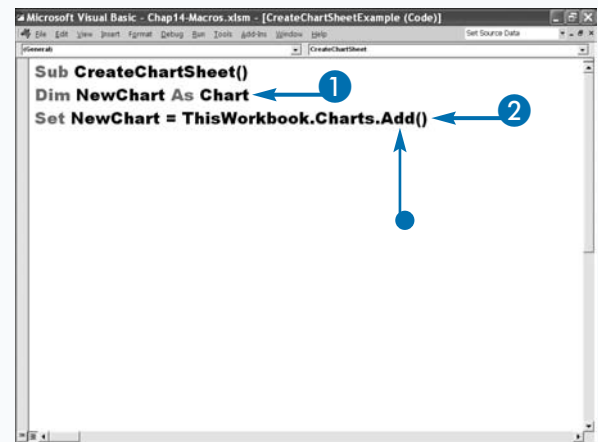 Microsoft Visual Basic - Chap14-Macros.xlsm - [CreateChartSheetExample (Code)]
File Edit View Insert Format Debug Run Tools Add-Ins Window Help
Set Source Data
(General)
CreateChartSheet
Sub CreateChartSheet()
Dim NewChart As Chart
1
Set NewChart = ThisWorkbook.Charts.Add()
2